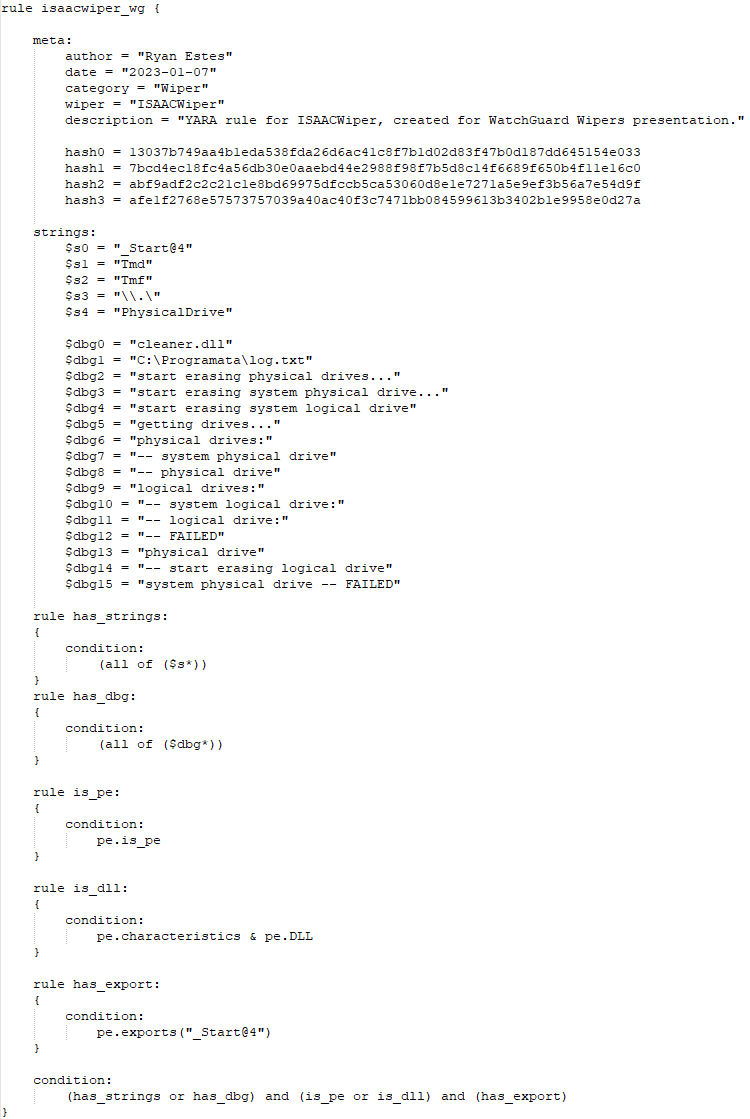 rule isaacwiper_wg {
meta:
author = "Ryan Estes"
date = "2023-01-07"
category = "Wiper"
wiper = "ISAACWiper"
description = "YARA rule for ISAACWiper, created for WatchGuard Wipers presentation."
hash0 = 13037b749aa4b1eda538fda26d6ac41c8f7b1d02d83f47b0d187dd645154e033
hash1 = 7bcd4ec18fc4a56db30e0aaebd44e2988f98f7b5d8c14f6689f650b4f11e16c0
hash2 = abf9adf2c2c21c1e8bd69975dfccb5ca53060d8e1e7271a5e9ef3b56a7e54d9f
hash3 = afe1f2768e57573757039a40ac40f3c7471bb084599613b3402b1e9958e0d27a
strings:
$s0 = "_Start@4"
$s1 = "Tmd"
$s2 = "Tmf"
$s3 = "\\.\"
$s4 = "PhysicalDrive"
$dbg0 = "cleaner.dll"
$dbg1 = "C:\Programata\log.txt"
$dbg2 = "start erasing physical drives..."
$dbg3 = "start erasing system physical drive..."
$dbg4 = "start erasing system logical drive"
$dbg5 = "getting drives..."
$dbg6 = "physical drives:"
$dbg7 = "-- system physical drive"
$dbg8 = "-- physical drive"
$dbg9 = "logical drives:"
$dbg10 = "-- system logical drive:"
$dbg11 = "-- logical drive:"
$dbg12 = "-- FAILED"
$dbg13 = "physical drive"
$dbg14 = "-- start erasing logical drive"
$dbg15 = "system physical drive -- FAILED"
rule has_strings:
{
condition:
(all of ($s*))
}
rule has_dbg:
{
condition:
(all of ($dbg*))
}
rule is_pe:
{
condition:
pe.is_pe
}
rule is_dll:
{
condition:
pe.characteristics & pe.DLL
}
rule has_export:
{
condition:
pe.exports("_Start@4")
}
condition:
(has_strings or has_dbg) and (is_pe or is_dll) and (has_export)
}